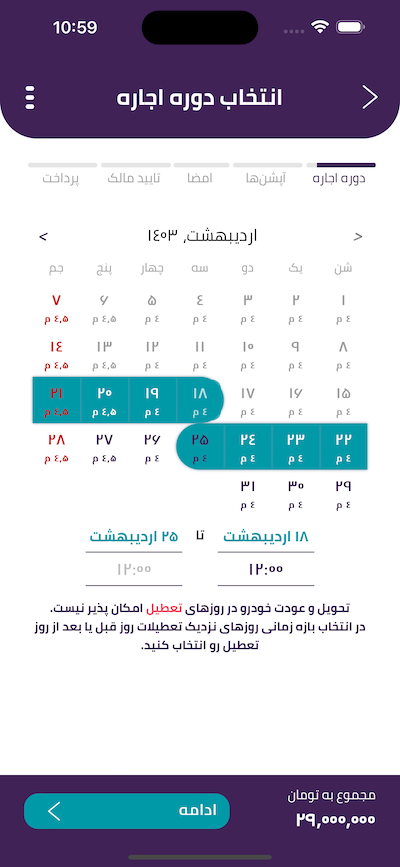 10:59
انتخاب دوره اجاره
دوره اجاره آپشن‌ها امضا تایید مالک پرداخت
> اردیبهشت, ۱۴۰۳ <
شن یک دو سه چهار پنج جم
۱ ۲ ۳ ۴ ۵ ۶ ۷
۴ م ۴ م ۴ م ۴ م ۴ م ۴,۵ م ۴,۵ م
۸ ۹ ۱۰ ۱۱ ۱۲ ۱۳ ۱۴
۴ م ۴ م ۴ م ۴ م ۴ م ۴,۵ م ۴,۵ م
۱۵ ۱۶ ۱۷ ۱۸ ۱۹ ۲۰ ۲۱
۴ م ۴ م ۴ م ۴ م ۴ م ۴,۵ م ۴,۵ م
۲۲ ۲۳ ۲۴ ۲۵ ۲۶ ۲۷ ۲۸
۴ م ۴ م ۴ م ۴ م ۴ م ۴,۵ م ۴,۵ م
۲۹ ۳۰ ۳۱
۴ م ۴ م ۴ م
۱۸ اردیبهشت تا ۲۵ اردیبهشت
۱۲:۰۰ ۱۲:۰۰
تحویل و عودت خودرو در روزهای تعطیل امکان پذیر نیست.
در انتخاب بازه زمانی روزهای نزدیک تعطیلات روز قبل یا بعد از روز
تعطیل رو انتخاب کنید.
مجموع به تومان
۲۹,۰۰۰,۰۰۰
ادامه